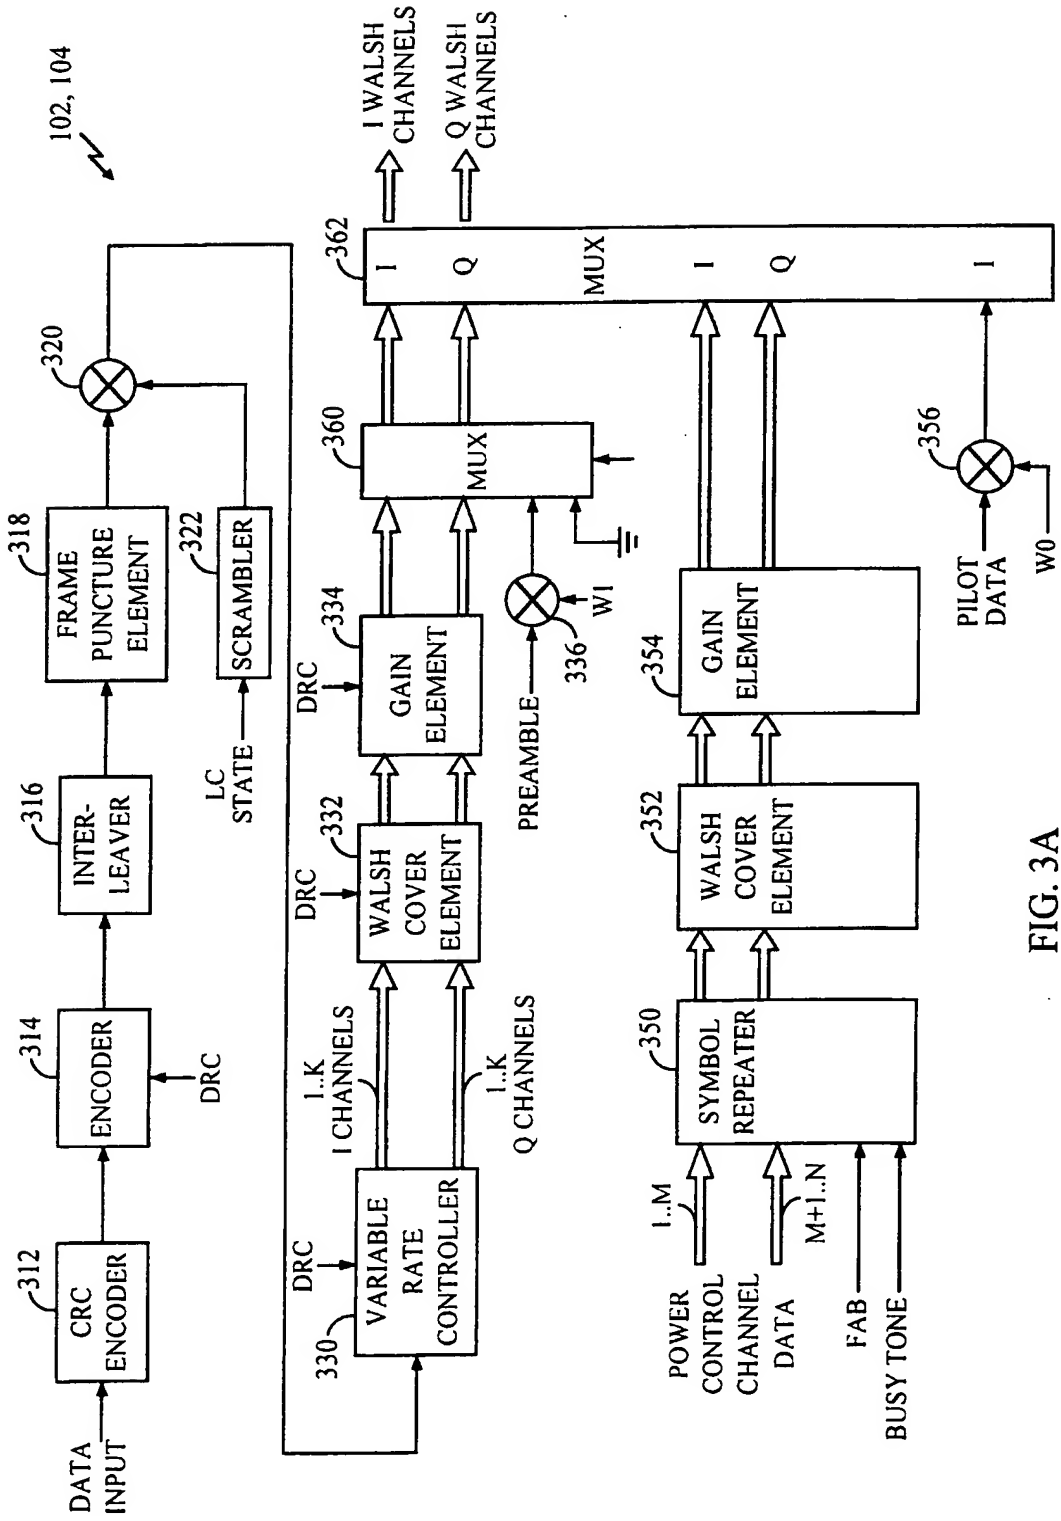 102, 104
DATA
INPUT
312
CRC
ENCODER
314
ENCODER
DRC
316
INTER-
LEAVER
318
FRAME
PUNCTURE
ELEMENT
320
322
SCRAMBLER
LC
STATE
330
DRC
VARIABLE
RATE
CONTROLLER
1..K
I CHANNELS
1..K
Q CHANNELS
332
DRC
WALSH
COVER
ELEMENT
334
DRC
GAIN
ELEMENT
PREAMBLE
336
W1
360
MUX
362
I
Q
MUX
I
Q
I
I WALSH
CHANNELS
Q WALSH
CHANNELS
POWER
CONTROL
CHANNEL
DATA
1..M
M+1..N
FAB
BUSY TONE
350
SYMBOL
REPEATER
352
WALSH
COVER
ELEMENT
354
GAIN
ELEMENT
PILOT
DATA
356
W0
FIG. 3A